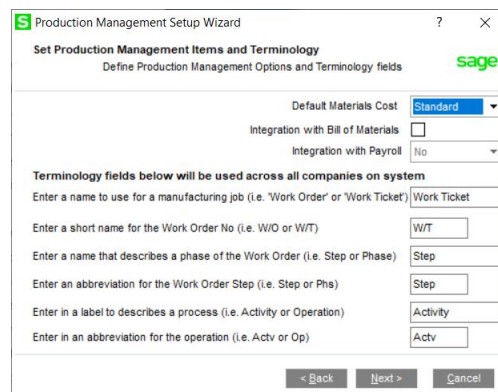 S Production Management Setup Wizard ? ×
Set Production Management Items and Terminology
Define Production Management Options and Terminology fields
sage
Default Materials Cost Standard
Integration with Bill of Materials
Integration with Payroll No
Terminology fields below will be used across all companies on system
Enter a name to use for a manufacturing job (i.e. 'Work Order' or 'Work Ticket') Work Ticket
Enter a short name for the Work Order No (i.e. W/O or W/T) W/T
Enter a name that describes a phase of the Work Order (i.e. Step or Phase) Step
Enter an abbreviation for the Work Order Step (i.e. Step or Phs) Step
Enter in a label to describes a process (i.e. Activity or Operation) Activity
Enter in an abbreviation for the operation (i.e. Actv or Op) Actv
< Back Next > Cancel